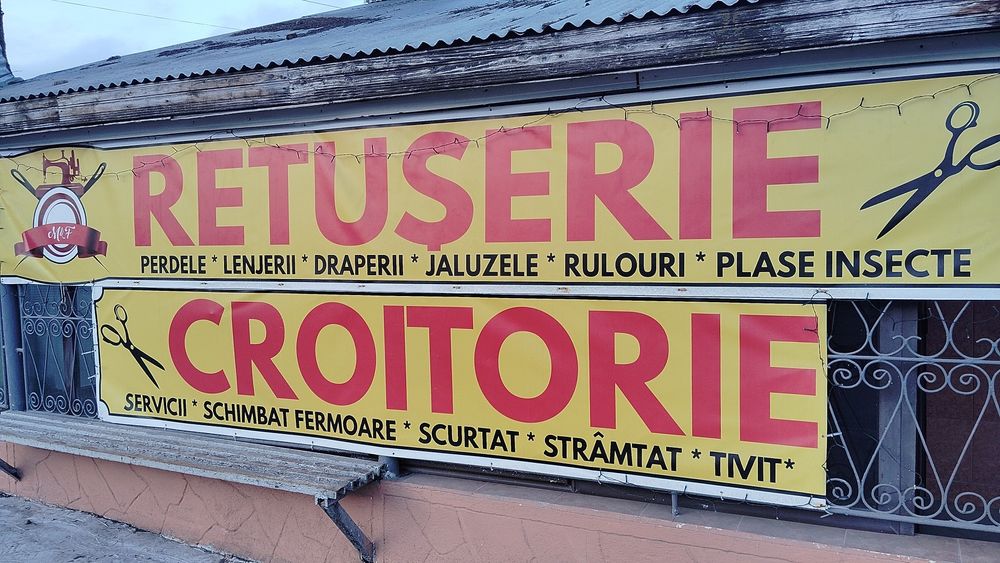 RETUȘERIE
M&F
PERDELE * LENJERII * DRAPERII * JALUZELE * RULOURI * PLASE INSECTE
CROITORIE
SERVICII * SCHIMBAT FERMOARE * SCURTAT * STRÂMTAT * TIVIT*